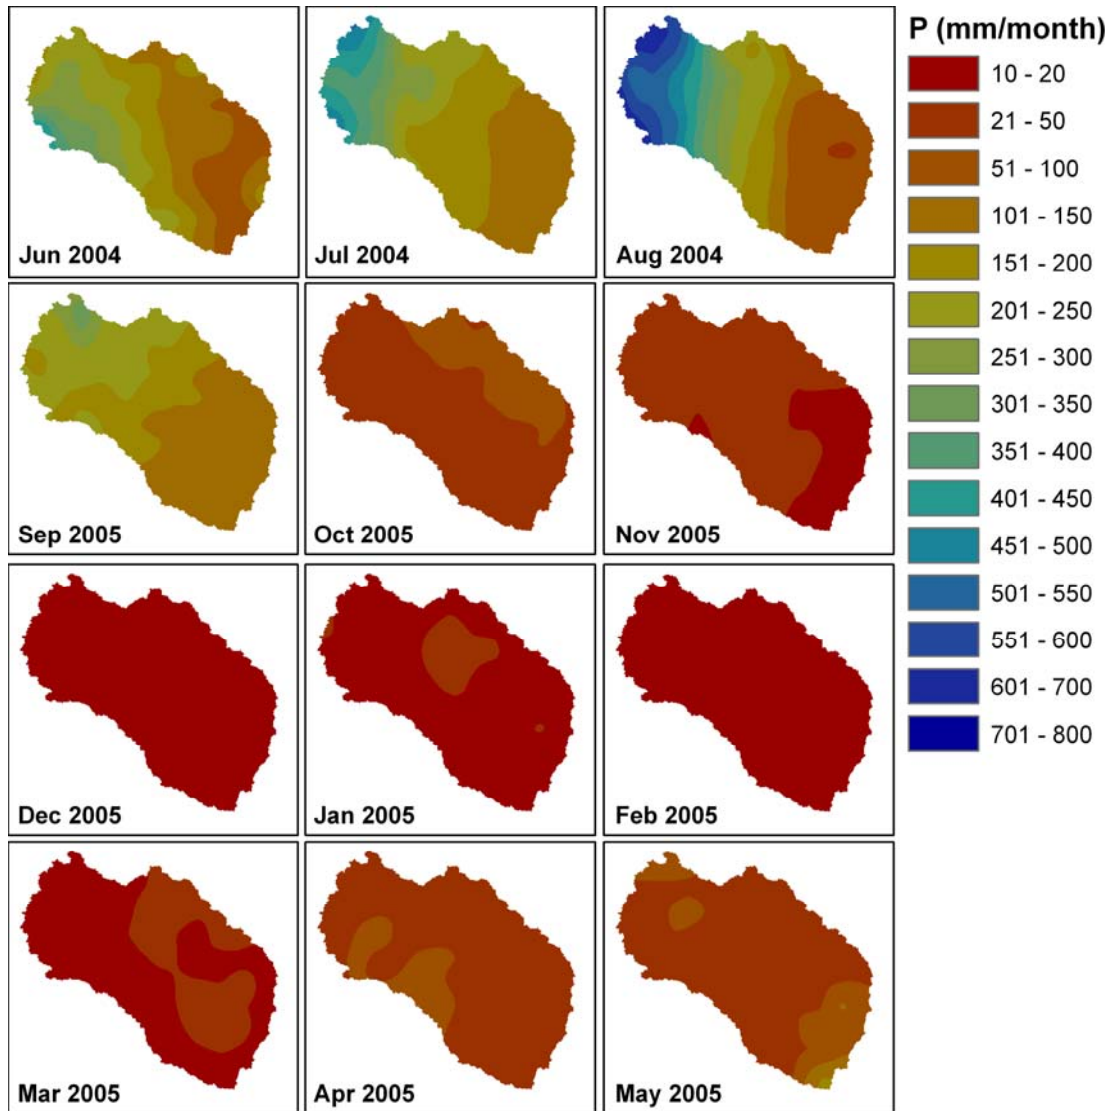 P (mm/month)
10 - 20
21 - 50
51 - 100
101 - 150
151 - 200
201 - 250
251 - 300
301 - 350
351 - 400
401 - 450
451 - 500
501 - 550
551 - 600
601 - 700
701 - 800
Jun 2004
Jul 2004
Aug 2004
Sep 2005
Oct 2005
Nov 2005
Dec 2005
Jan 2005
Feb 2005
Mar 2005
Apr 2005
May 2005